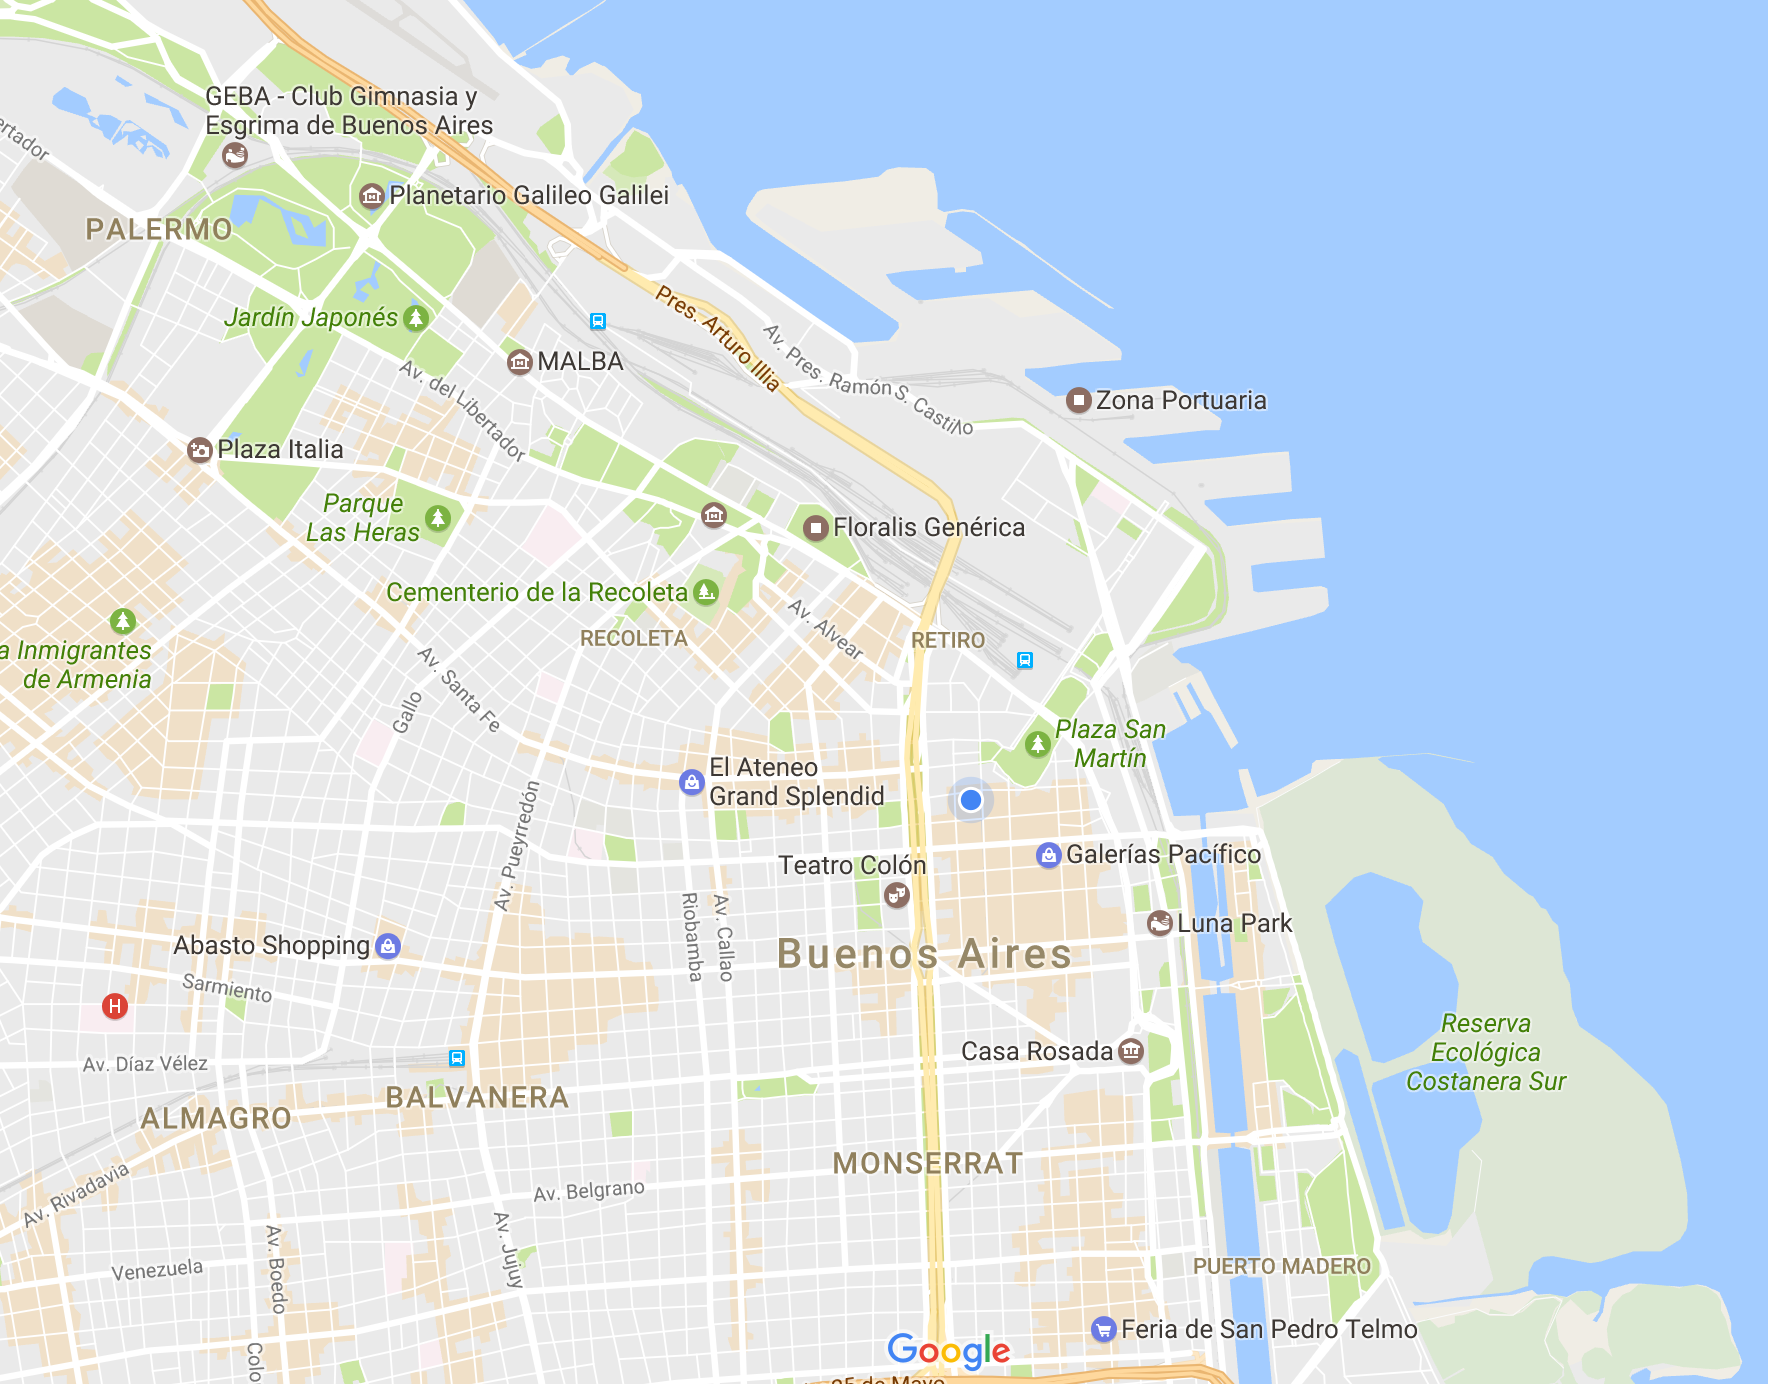 GEBA - Club Gimnasia y
Esgrima de Buenos Aires
ertador
Planetario Galileo Galilei
PALERMO
Jardín Japonés
Pres. Arturo Illia
Av. Pres. Ramón S. Castillo
MALBA
Av. del Libertador
Zona Portuaria
Plaza Italia
Parque
Las Heras
Floralis Genérica
Cementerio de la Recoleta
Av. Alvear
RECOLETA
RETIRO
a Inmigrantes
de Armenia
Av. Santa Fe
Gallo
Plaza San
Martín
El Ateneo
Grand Splendid
Av. Pueyrredón
Teatro Colón
Galerías Pacífico
Riobamba
Av. Callao
Luna Park
Abasto Shopping
Buenos Aires
Sarmiento
H
Reserva
Ecológica
Costanera Sur
Casa Rosada
Av. Díaz Vélez
BALVANERA
ALMAGRO
MONSERRAT
Av. Rivadavia
Av. Belgrano
Av. Jujuy
Av. Boedo
Venezuela
PUERTO MADERO
Feria de San Pedro Telmo
Colo
Google
25 de Mayo